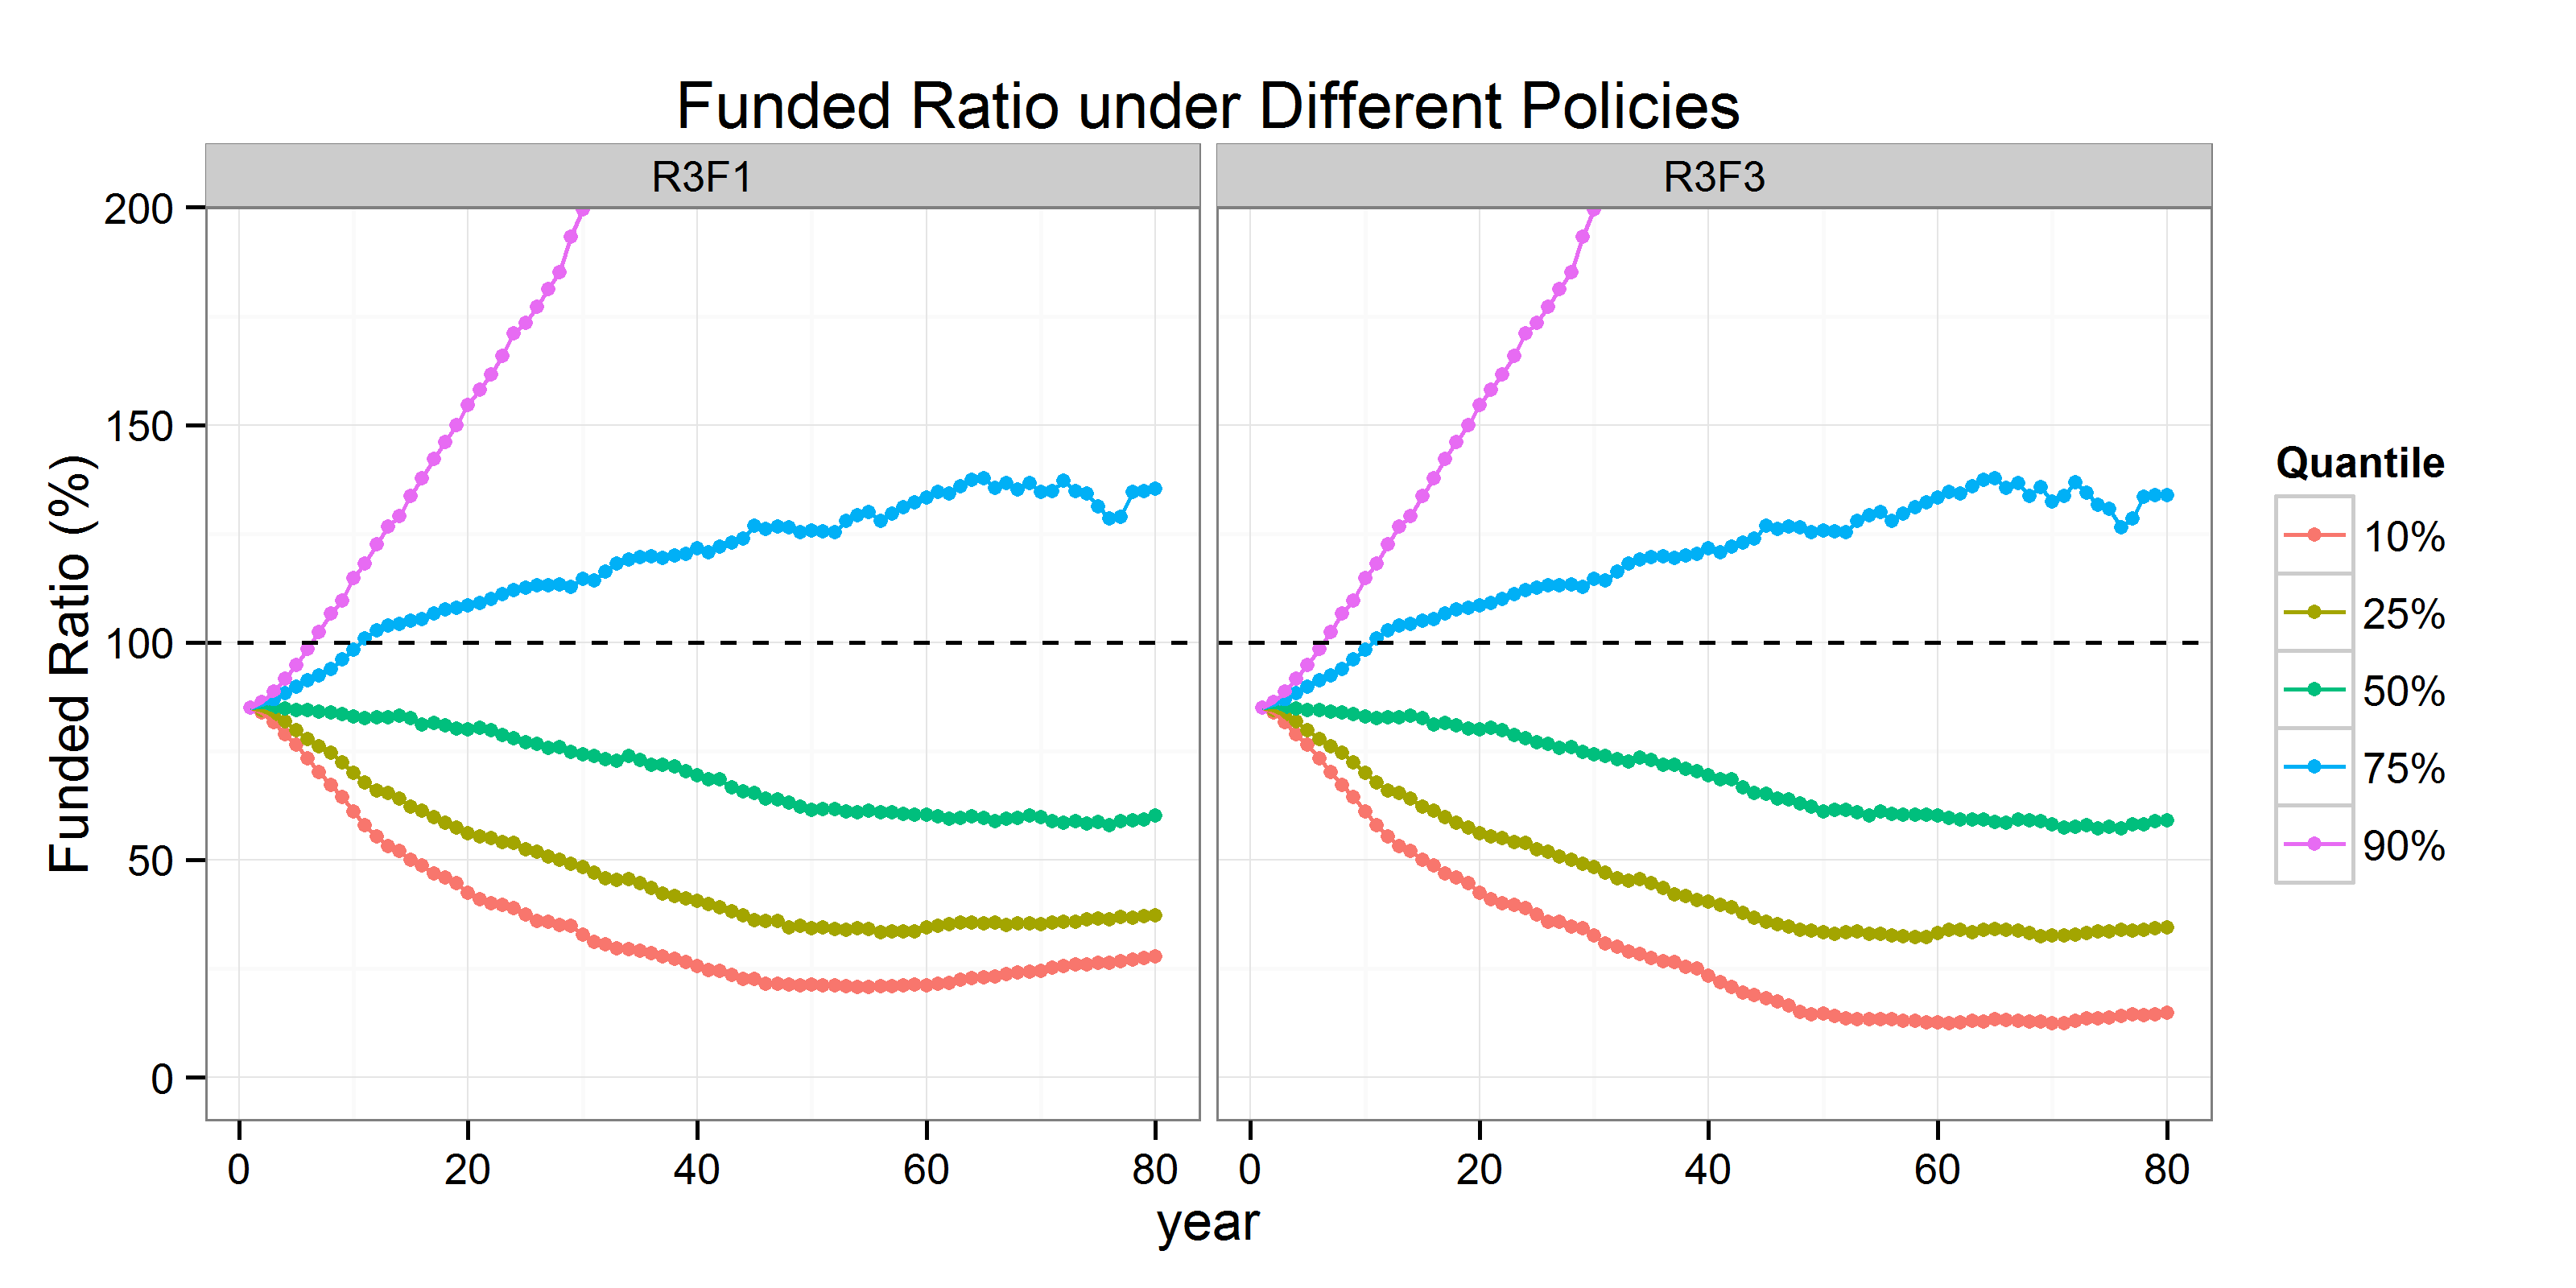 Funded Ratio under Different Policies
R3F1
R3F3
Funded Ratio (%)
200
150
100
50
0
0 20 40 60 80
0 20 40 60 80
year
Quantile
10%
25%
50%
75%
90%